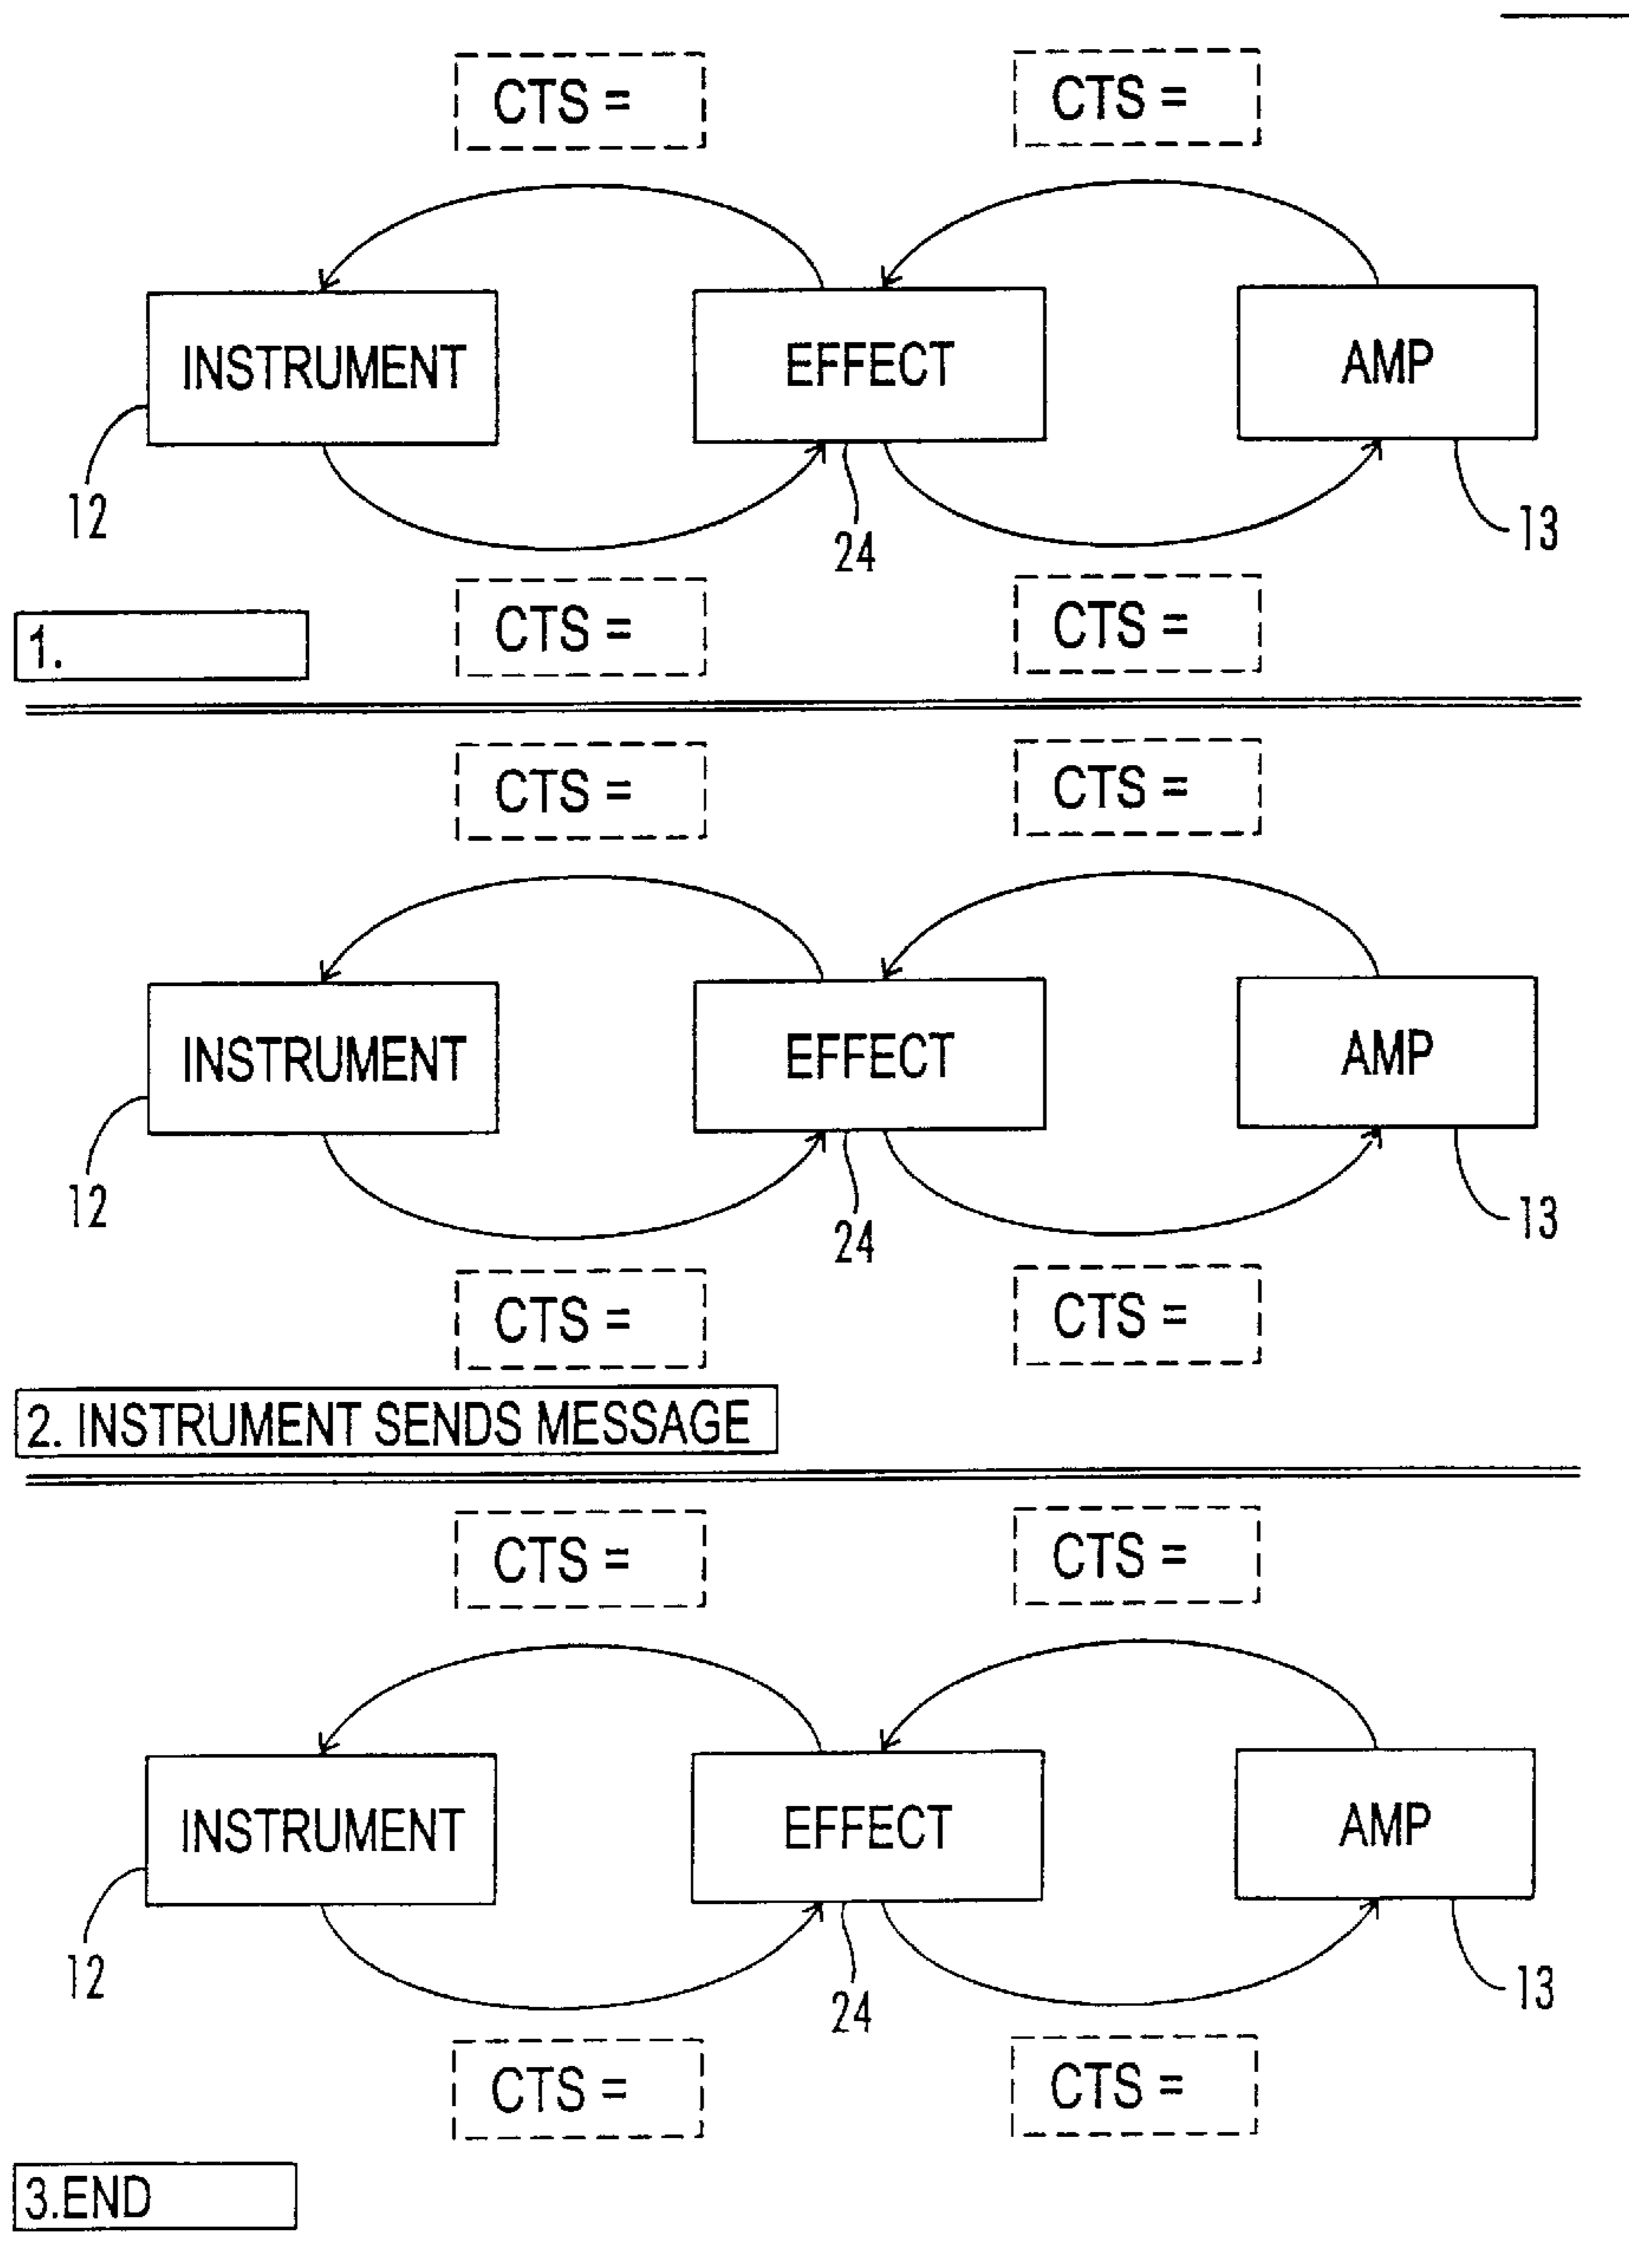 CTS = CTS =
INSTRUMENT EFFECT AMP
12 24 13
CTS = CTS =
1.
CTS = CTS =
INSTRUMENT EFFECT AMP
12 24 13
CTS = CTS =
2. INSTRUMENT SENDS MESSAGE
CTS = CTS =
INSTRUMENT EFFECT AMP
12 24 13
CTS = CTS =
3.END